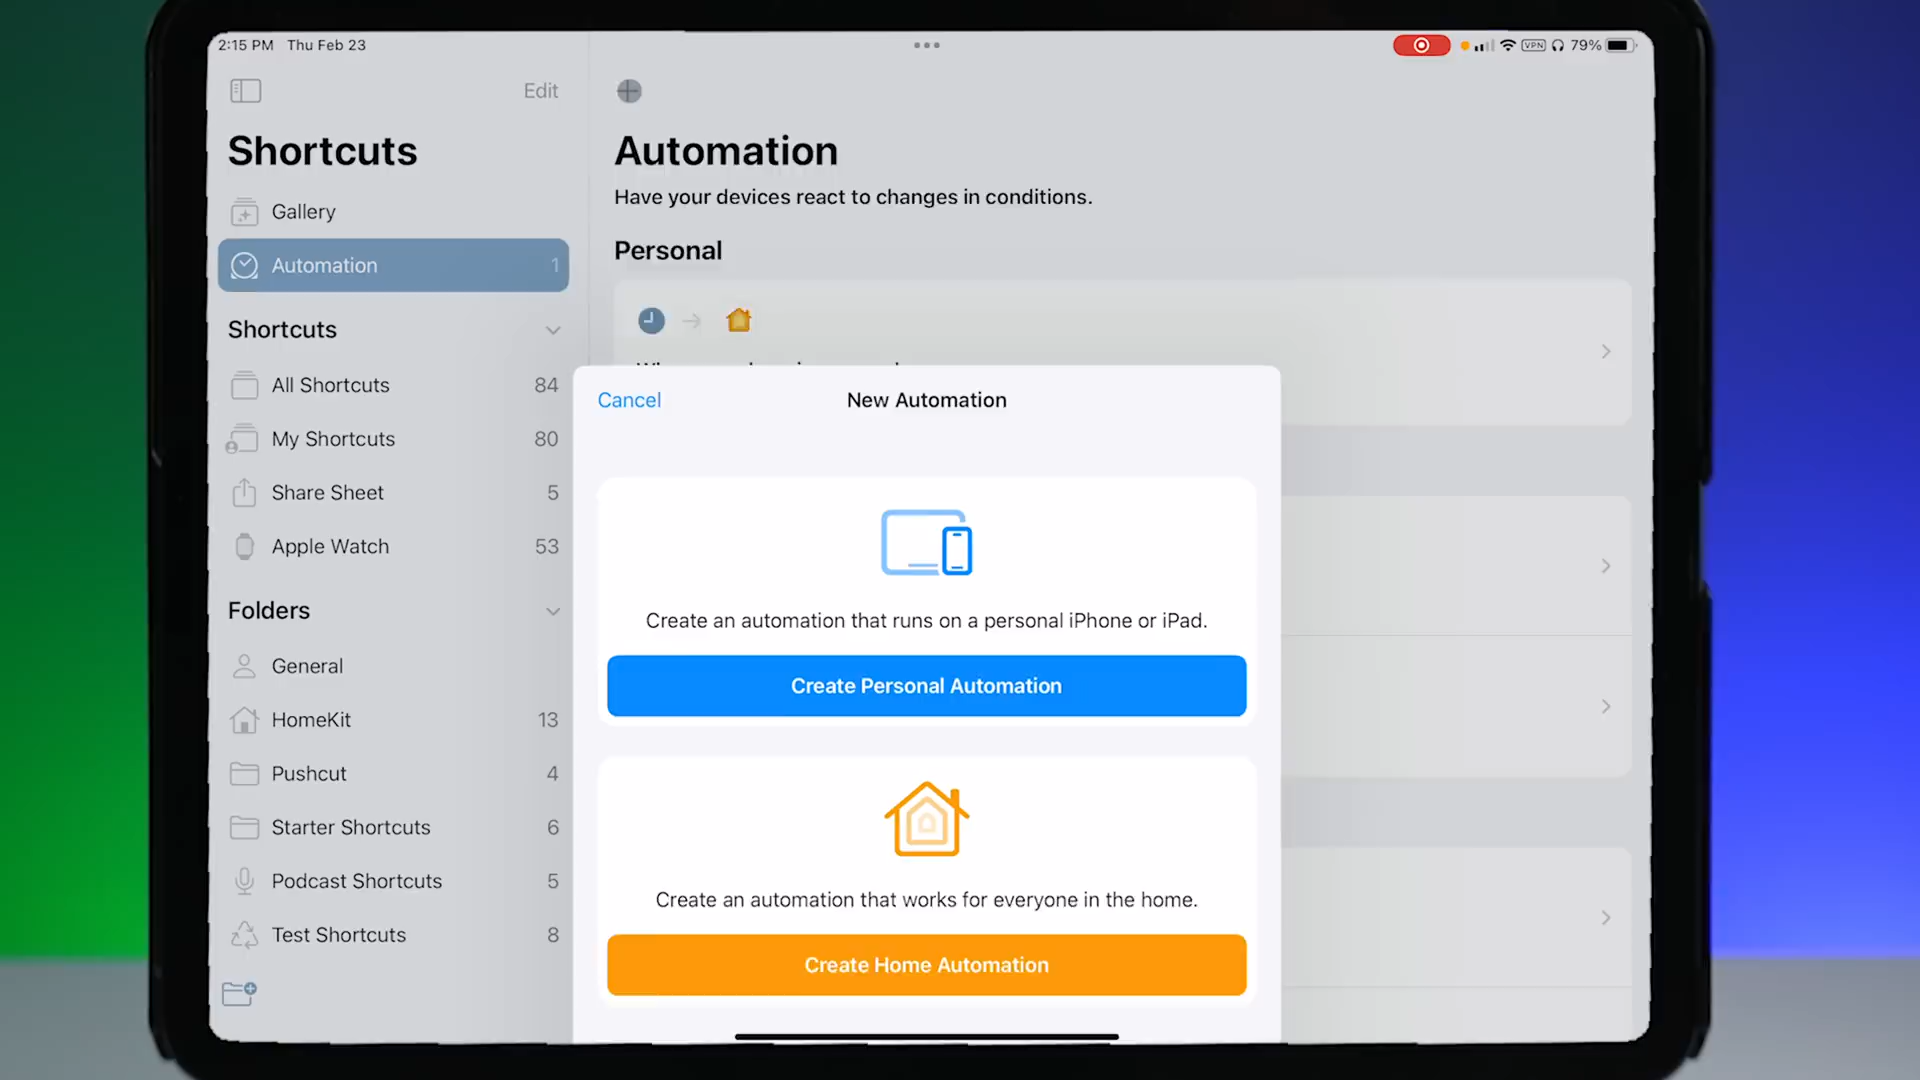 2:15 PM Thu Feb 23
VPN 79%
Edit
Shortcuts
Gallery
Automation 1
Shortcuts
All Shortcuts 84
My Shortcuts 80
Share Sheet 5
Apple Watch 53
Folders
General
HomeKit 13
Pushcut 4
Starter Shortcuts 6
Podcast Shortcuts 5
Test Shortcuts 8
Automation
Have your devices react to changes in conditions.
Personal
Cancel
New Automation
Create an automation that runs on a personal iPhone or iPad.
Create Personal Automation
Create an automation that works for everyone in the home.
Create Home Automation